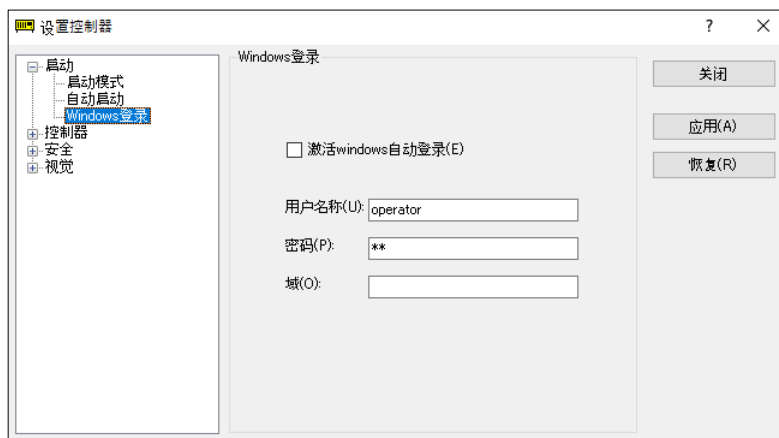 设置控制器
启动
启动模式
自动启动
Windows登录
控制器
安全
视觉
Windows登录
激活windows自动登录(E)
用户名称(U): operator
密码(P): **
域(O):
关闭
应用(A)
恢复(R)